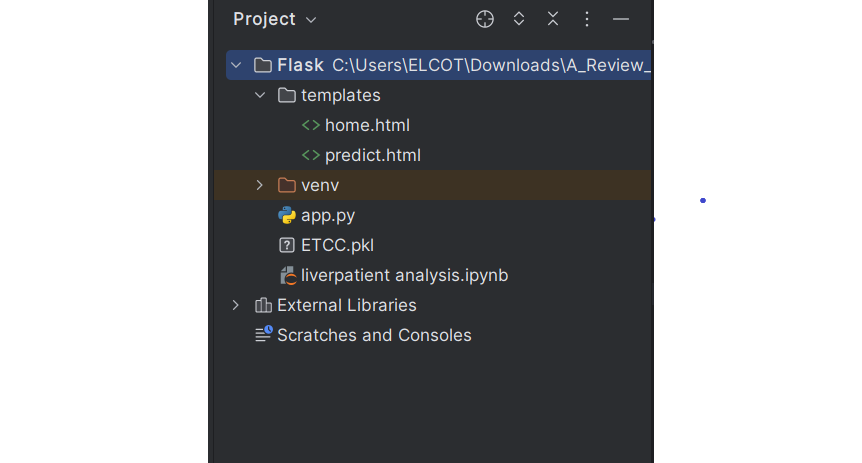 Project
Flask C:\Users\ELCOT\Downloads\A_Review_
templates
home.html
predict.html
venv
app.py
ETCC.pkl
liverpatient analysis.ipynb
External Libraries
Scratches and Consoles